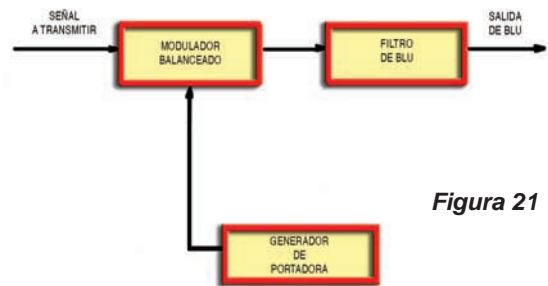 SEÑAL
A TRANSMITIR
MODULADOR
BALANCEADO
FILTRO
DE BLU
SALIDA
DE BLU
GENERADOR
DE
PORTADORA
Figura 21